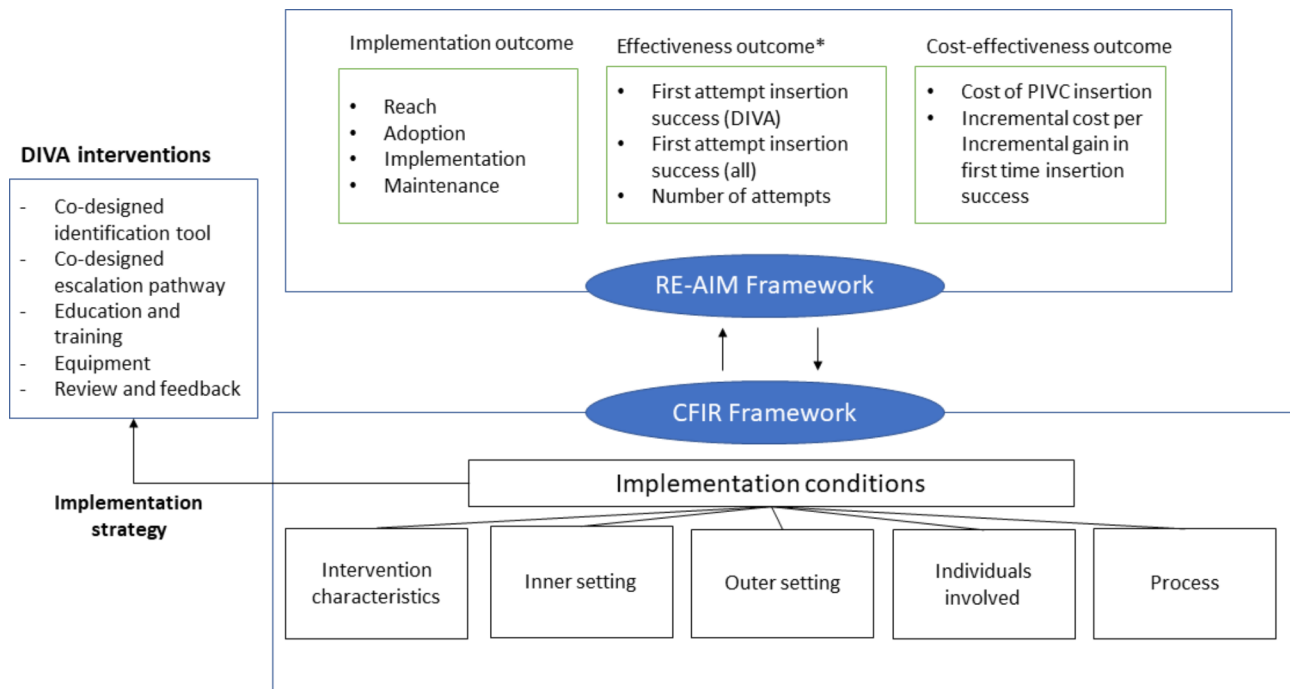 Implementation outcome
• Reach
• Adoption
• Implementation
• Maintenance
Effectiveness outcome*
• First attempt insertion
success (DIVA)
• First attempt insertion
success (all)
• Number of attempts
Cost-effectiveness outcome
• Cost of PIVC insertion
• Incremental cost per
Incremental gain in
first time insertion
success
DIVA interventions
- Co-designed
identification tool
- Co-designed
escalation pathway
- Education and
training
- Equipment
- Review and feedback
RE-AIM Framework
CFIR Framework
Implementation conditions
Implementation
strategy
Intervention
characteristics
Inner setting
Outer setting
Individuals
involved
Process